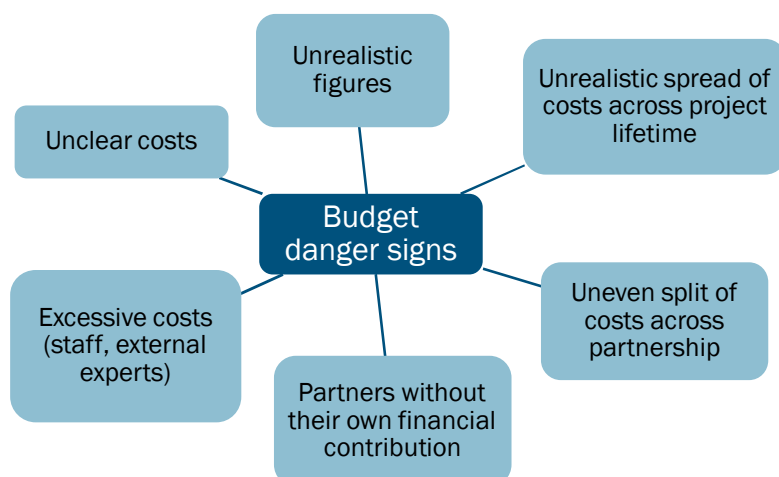 Unrealistic
figures
Unrealistic spread of
costs across project
lifetime
Unclear costs
Budget
danger signs
Excessive costs
(staff, external
experts)
Uneven split of
costs across
partnership
Partners without
their own financial
contribution